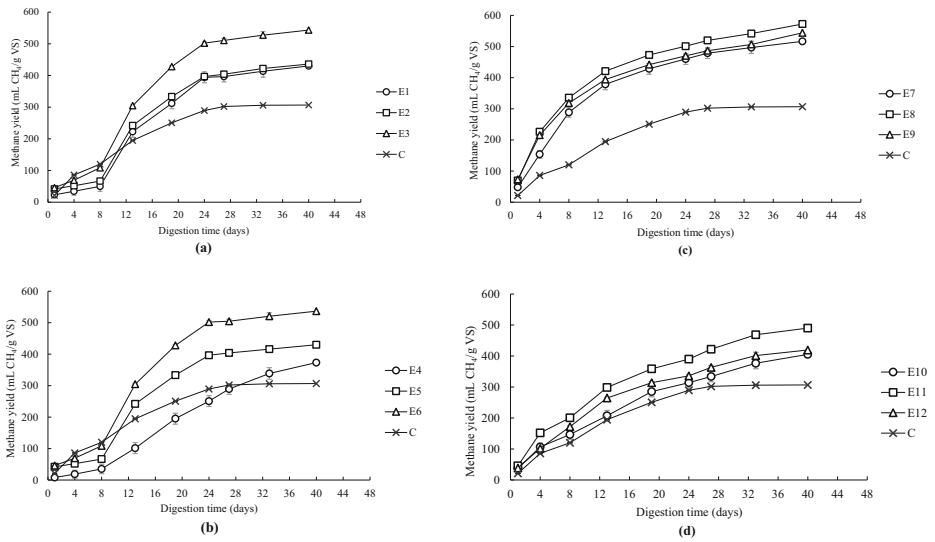 600
500
400
300
200
100
0
Methane yield (mL CH₄/g VS)
0 4 8 12 16 20 24 28 32 36 40 44 48
Digestion time (days)
E1
E2
E3
C
(a)
600
500
400
300
200
100
0
Methane yield (mL CH₄/g VS)
0 4 8 12 16 20 24 28 32 36 40 44 48
Digestion time (days)
E7
E8
E9
C
(c)
600
500
400
300
200
100
0
Methane yield (mL CH₄/g VS)
0 4 8 12 16 20 24 28 32 36 40 44 48
Digestion time (days)
E4
E5
E6
C
(b)
600
500
400
300
200
100
0
Methane yield (mL CH₄/g VS)
0 4 8 12 16 20 24 28 32 36 40 44 48
Digestion time (days)
E10
E11
E12
C
(d)